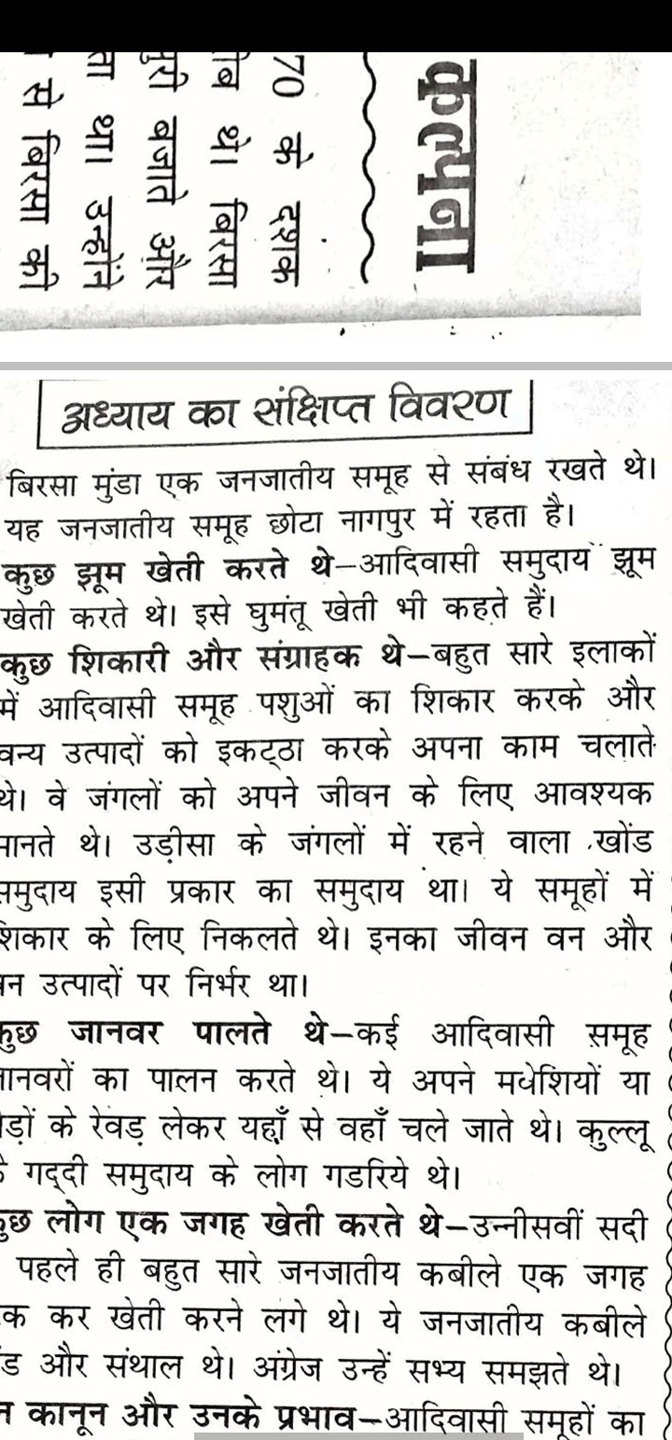 कल्पना
70 के दशक
थे। बिरसा
बजाते और
था। उन्होंने
से बिरसा की
अध्याय का संक्षिप्त विवरण
बिरसा मुंडा एक जनजातीय समूह से संबंध रखते थे।
यह जनजातीय समूह छोटा नागपुर में रहता है।
कुछ झूम खेती करते थे–आदिवासी समुदाय झूम
खेती करते थे। इसे घुमंतू खेती भी कहते हैं।
कुछ शिकारी और संग्राहक थे–बहुत सारे इलाकों
में आदिवासी समूह पशुओं का शिकार करके और
वन्य उत्पादों को इकट्ठा करके अपना काम चलाते
थे। वे जंगलों को अपने जीवन के लिए आवश्यक
मानते थे। उड़ीसा के जंगलों में रहने वाला खोंड
समुदाय इसी प्रकार का समुदाय था। ये समूहों में
शिकार के लिए निकलते थे। इनका जीवन वन और
वन उत्पादों पर निर्भर था।
कुछ जानवर पालते थे–कई आदिवासी समूह
जानवरों का पालन करते थे। ये अपने मवेशियों या
के रेवड़ लेकर यहाँ से वहाँ चले जाते थे। कुल्लू
के गद्दी समुदाय के लोग गडरिये थे।
कुछ लोग एक जगह खेती करते थे–उन्नीसवीं सदी
पहले ही बहुत सारे जनजातीय कबीले एक जगह
कर खेती करने लगे थे। ये जनजातीय कबीले
और संथाल थे। अंग्रेज उन्हें सभ्य समझते थे।
कानून और उनके प्रभाव–आदिवासी समूहों का